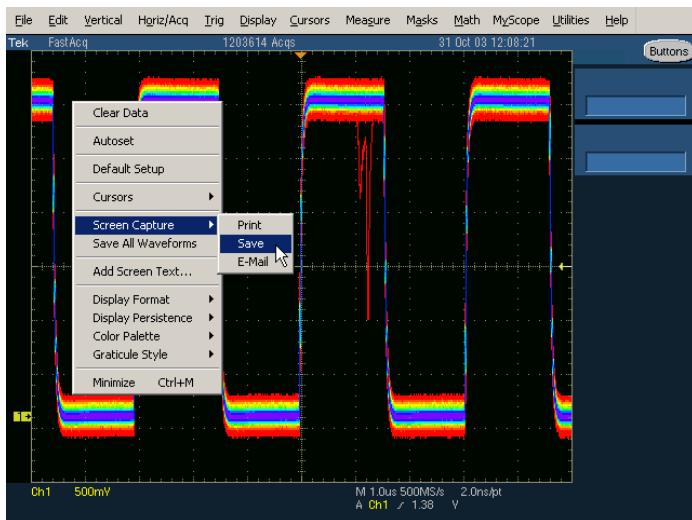 File Edit Vertical Horiz/Acq Trig Display Cursors Measure Masks Math MyScope Utilities Help
Tek FastAcq 1203614 Acqs 31 Oct 03 12:08:21
Buttons
Clear Data
Autoset
Default Setup
Cursors
Screen Capture
Save All Waveforms
Add Screen Text...
Display Format
Display Persistence
Color Palette
Graticule Style
Minimize Ctrl+M
Print
Save
E-Mail
1
Ch1 500mV M 1.0us 500MS/s 2.0ns/pt
A Ch1 / 1.38 V